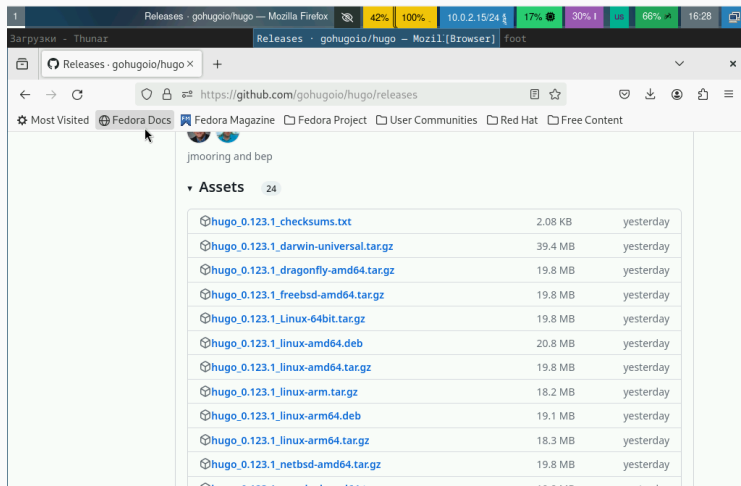 1 Releases · gohugoio/hugo — Mozilla Firefox 42% 100% 10.0.2.15/24 17% 30% us 66% 16:28
Загрузки - Thunar Releases · gohugoio/hugo — Mozil [Browser] foot
Releases · gohugoio/hugo × +
https://github.com/gohugoio/hugo/releases
Most Visited Fedora Docs Fedora Magazine Fedora Project User Communities Red Hat Free Content
jmooring and bep
Assets 24
hugo_0.123.1_checksums.txt 2.08 KB yesterday
hugo_0.123.1_darwin-universal.tar.gz 39.4 MB yesterday
hugo_0.123.1_dragonfly-amd64.tar.gz 19.8 MB yesterday
hugo_0.123.1_freebsd-amd64.tar.gz 19.8 MB yesterday
hugo_0.123.1_Linux-64bit.tar.gz 19.8 MB yesterday
hugo_0.123.1_linux-amd64.deb 20.8 MB yesterday
hugo_0.123.1_linux-amd64.tar.gz 19.8 MB yesterday
hugo_0.123.1_linux-arm.tar.gz 18.2 MB yesterday
hugo_0.123.1_linux-arm64.deb 19.1 MB yesterday
hugo_0.123.1_linux-arm64.tar.gz 18.3 MB yesterday
hugo_0.123.1_netbsd-amd64.tar.gz 19.8 MB yesterday